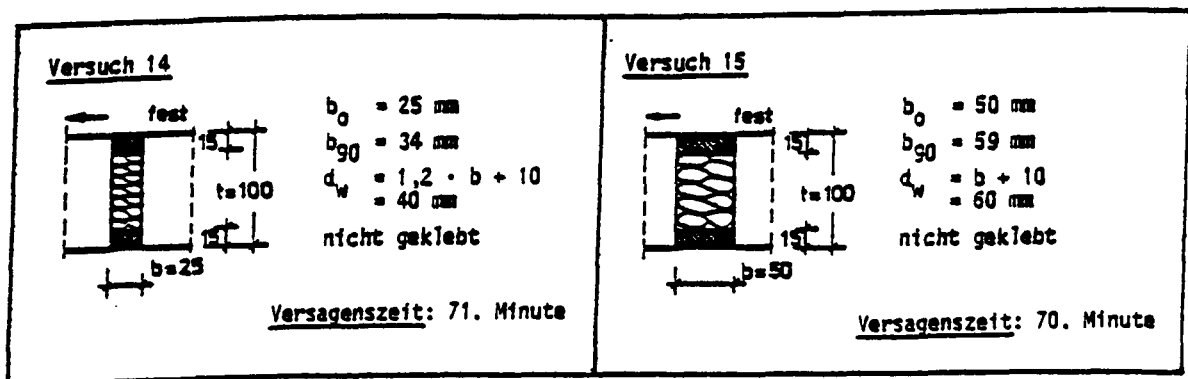 Versuch 14
fest
15
t=100
15
b=25
b₀ = 25 mm
b₉₀ = 34 mm
d_w = 1,2 · b + 10
= 40 mm
nicht geklebt
Versagenszeit: 71. Minute
Versuch 15
fest
15
t=100
15
b=50
b₀ = 50 mm
b₉₀ = 59 mm
d_w = b + 10
= 60 mm
nicht geklebt
Versagenszeit: 70. Minute